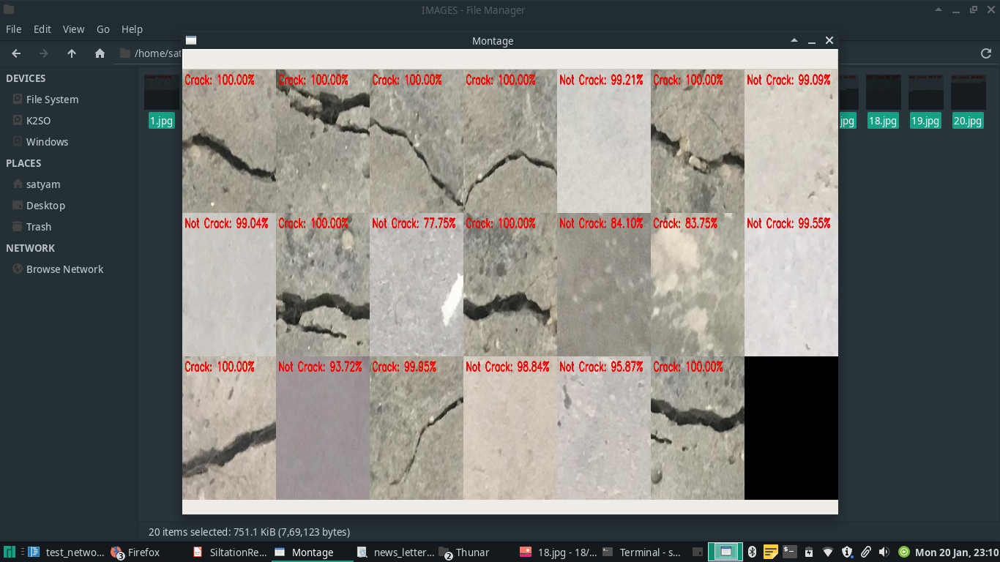 IMAGES - File Manager
File Edit View Go Help
Montage
/home/sat
DEVICES
File System
K2SO
Windows
PLACES
satyam
Desktop
Trash
NETWORK
Browse Network
1.jpg
jpg
18.jpg
19.jpg
20.jpg
Crack: 100.00% Crack: 100.00% Crack: 100.00% Crack: 100.00% Not Crack: 99.21% Crack: 100.00% Not Crack: 99.09%
Not Crack: 99.04% Crack: 100.00% Not Crack: 77.75% Crack: 100.00% Not Crack: 84.10% Crack: 83.75% Not Crack: 99.55%
Crack: 100.00% Not Crack: 93.72% Crack: 99.95% Not Crack: 98.84% Not Crack: 95.87% Crack: 100.00%
20 items selected: 751.1 KiB (7,69,123 bytes)
test_netwo... 3 Firefox SiltationRe... Montage news_letter... 2 Thunar 18.jpg - 18/... Terminal - s... Mon 20 Jan, 23:10